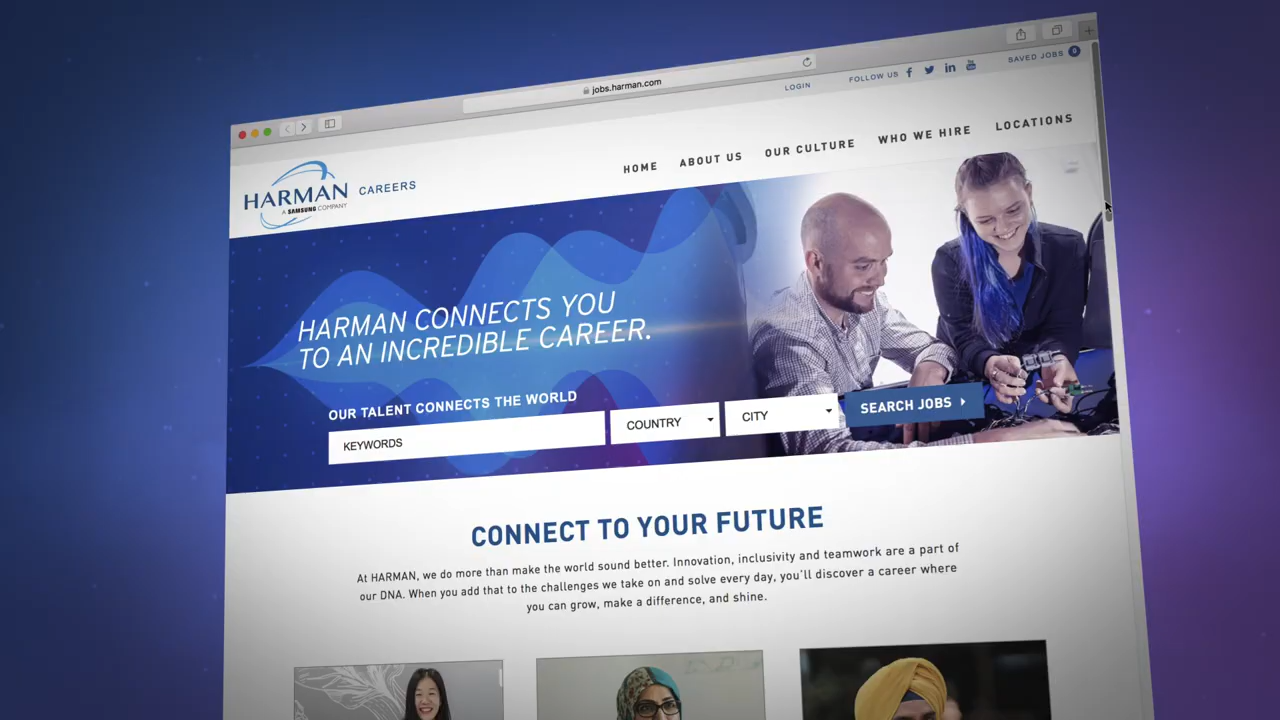 jobs.harman.com
LOGIN
FOLLOW US
SAVED JOBS 0
HARMAN
A SAMSUNG COMPANY
CAREERS
HOME
ABOUT US
OUR CULTURE
WHO WE HIRE
LOCATIONS
HARMAN CONNECTS YOU
TO AN INCREDIBLE CAREER.
OUR TALENT CONNECTS THE WORLD
KEYWORDS
COUNTRY
CITY
SEARCH JOBS
CONNECT TO YOUR FUTURE
At HARMAN, we do more than make the world sound better. Innovation, inclusivity and teamwork are a part of
our DNA. When you add that to the challenges we take on and solve every day, you'll discover a career where
you can grow, make a difference, and shine.